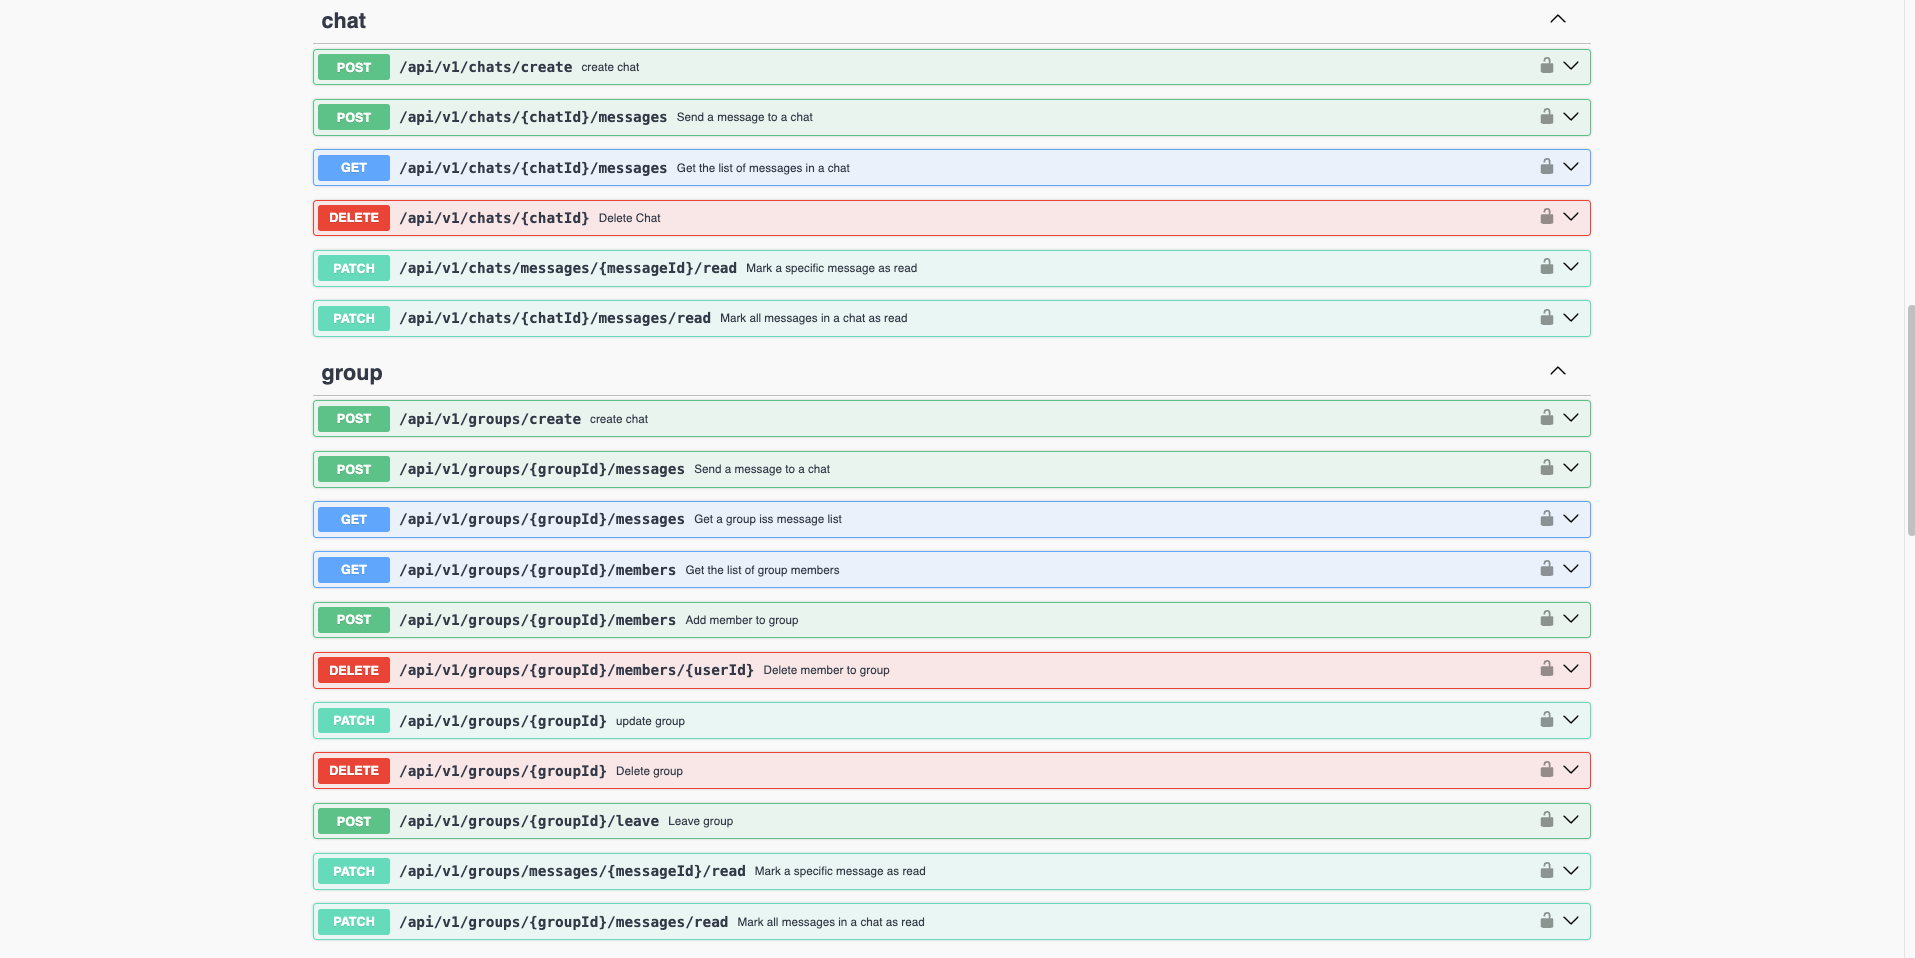 chat
POST /api/v1/chats/create create chat
POST /api/v1/chats/{chatId}/messages Send a message to a chat
GET /api/v1/chats/{chatId}/messages Get the list of messages in a chat
DELETE /api/v1/chats/{chatId} Delete Chat
PATCH /api/v1/chats/messages/{messageId}/read Mark a specific message as read
PATCH /api/v1/chats/{chatId}/messages/read Mark all messages in a chat as read
group
POST /api/v1/groups/create create chat
POST /api/v1/groups/{groupId}/messages Send a message to a chat
GET /api/v1/groups/{groupId}/messages Get a group iss message list
GET /api/v1/groups/{groupId}/members Get the list of group members
POST /api/v1/groups/{groupId}/members Add member to group
DELETE /api/v1/groups/{groupId}/members/{userId} Delete member to group
PATCH /api/v1/groups/{groupId} update group
DELETE /api/v1/groups/{groupId} Delete group
POST /api/v1/groups/{groupId}/leave Leave group
PATCH /api/v1/groups/messages/{messageId}/read Mark a specific message as read
PATCH /api/v1/groups/{groupId}/messages/read Mark all messages in a chat as read